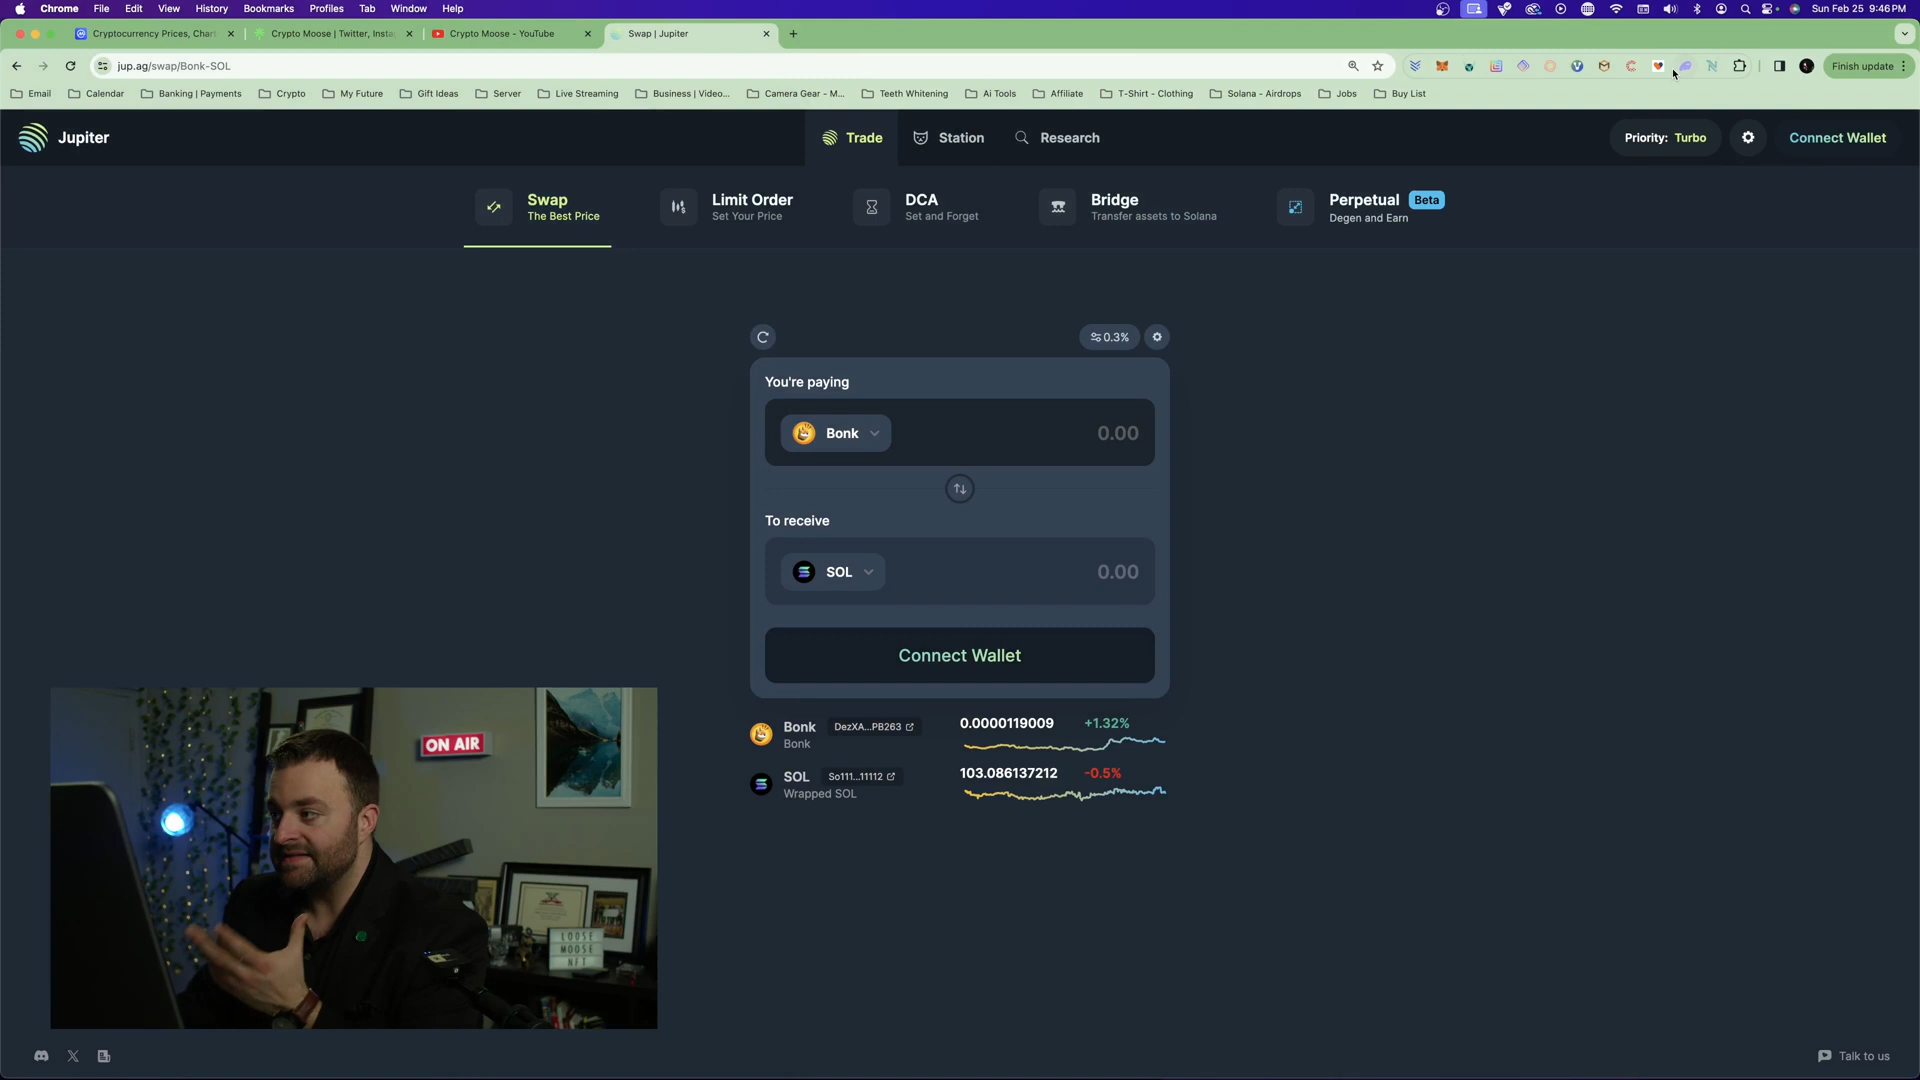 Chrome File Edit View History Bookmarks Profiles Tab Window Help Sun Feb 25 9:46 PM
Cryptocurrency Prices, Char Crypto Moose | Twitter, Insta Crypto Moose - YouTube Swap | Jupiter
jup.ag/swap/Bonk-SOL Finish update
Email Calendar Banking | Payments Crypto My Future Gift Ideas Server Live Streaming Business | Video... Camera Gear - M... Teeth Whitening Ai Tools Affiliate T-Shirt - Clothing Solana - Airdrops Jobs Buy List
Jupiter Trade Station Research Priority: Turbo Connect Wallet
Swap Limit Order DCA Bridge Perpetual Beta
The Best Price Set Your Price Set and Forget Transfer assets to Solana Degen and Earn
0.3%
You're paying
Bonk 0.00
To receive
SOL 0.00
Connect Wallet
Bonk DezXA...PB263 0.0000119009 +1.32%
Bonk
SOL So111...11112 103.086137212 -0.5%
Wrapped SOL
ON AIR
LOOSE
MOOSE
NFT
Talk to us